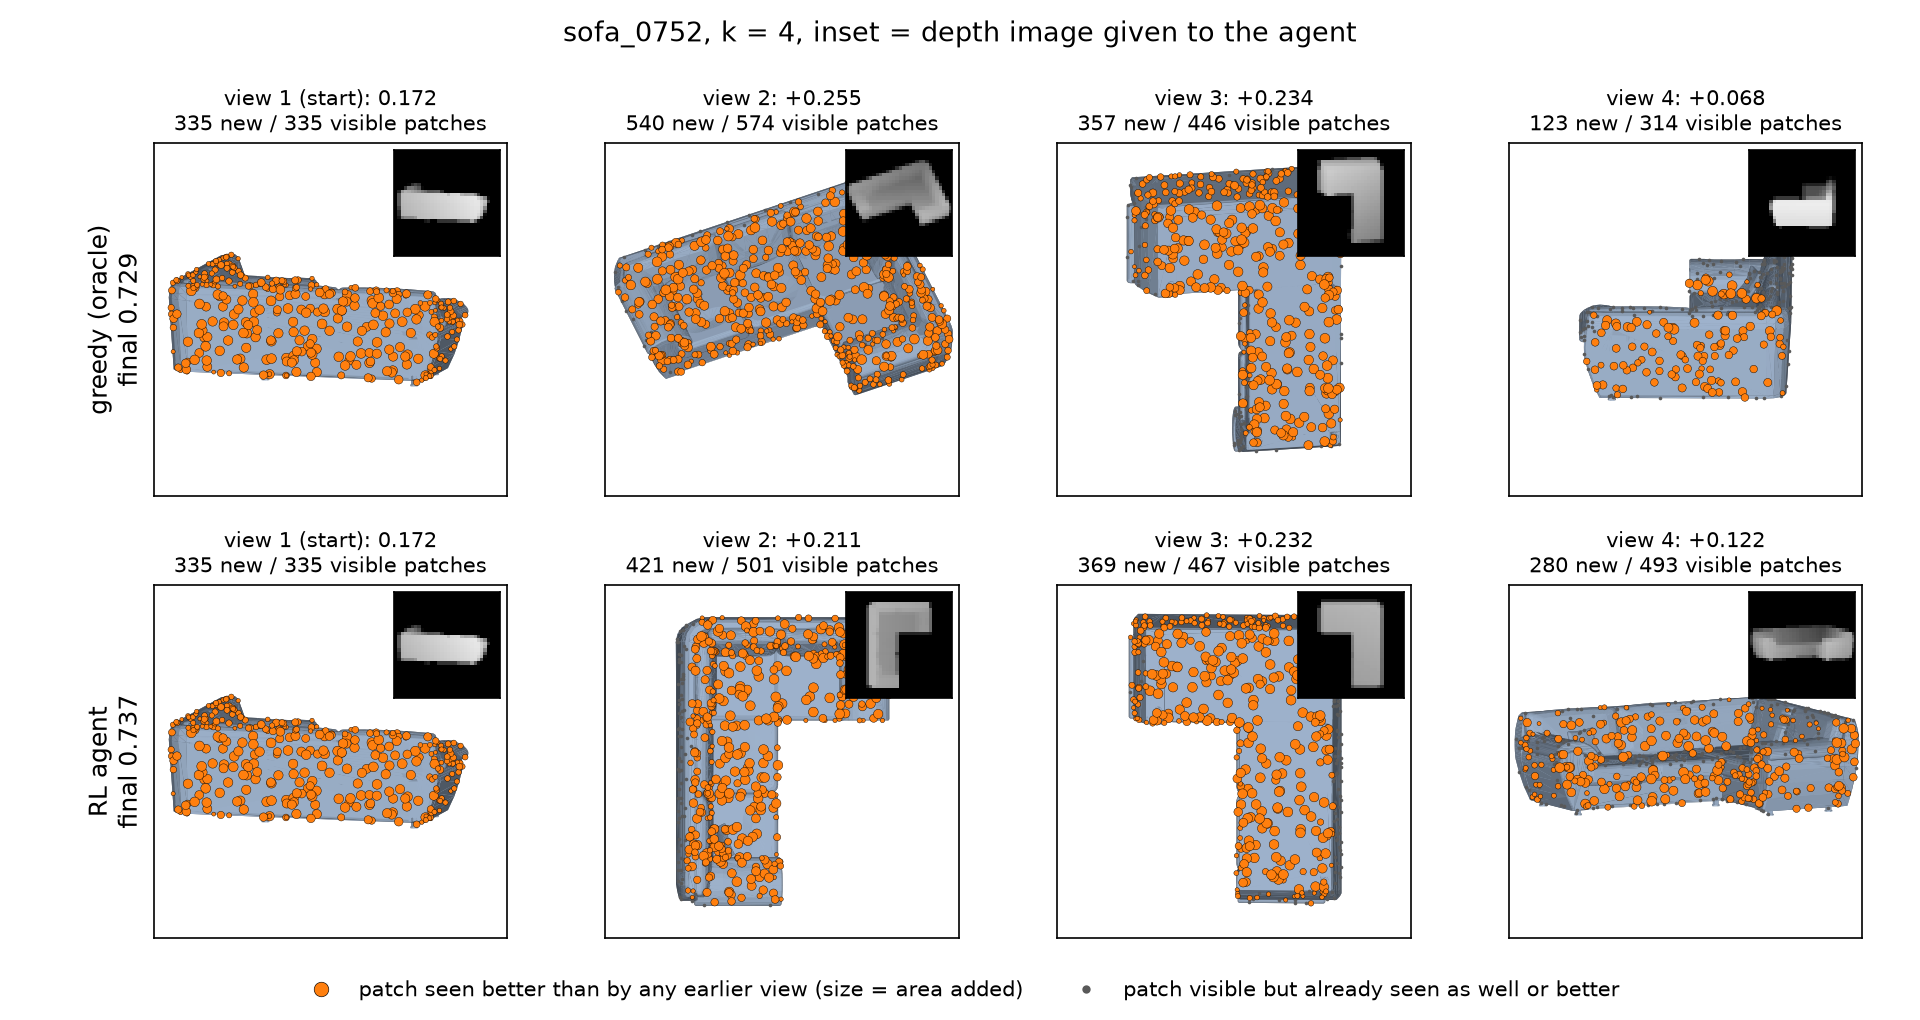 sofa_0752, k = 4, inset = depth image given to the agent
greedy (oracle)
final 0.729
view 1 (start): 0.172
335 new / 335 visible patches
view 2: +0.255
540 new / 574 visible patches
view 3: +0.234
357 new / 446 visible patches
view 4: +0.068
123 new / 314 visible patches
RL agent
final 0.737
view 1 (start): 0.172
335 new / 335 visible patches
view 2: +0.211
421 new / 501 visible patches
view 3: +0.232
369 new / 467 visible patches
view 4: +0.122
280 new / 493 visible patches
patch seen better than by any earlier view (size = area added)
patch visible but already seen as well or better